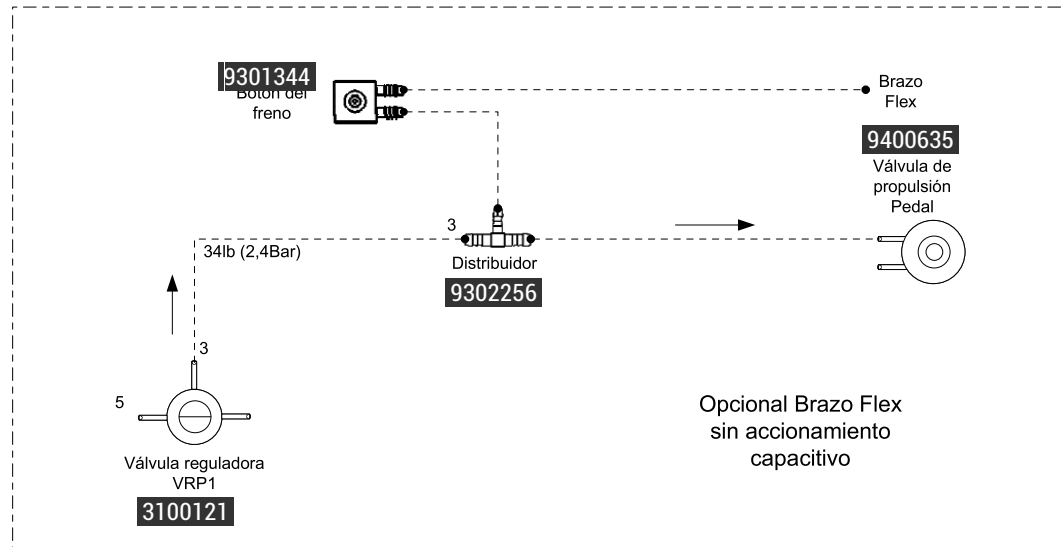 9301344
Botón del
freno
Brazo
Flex
9400635
Válvula de
propulsión
Pedal
3
34lb (2,4Bar)
Distribuidor
9302256
3
5
Válvula reguladora
VRP1
3100121
Opcional Brazo Flex
sin accionamiento
capacitivo